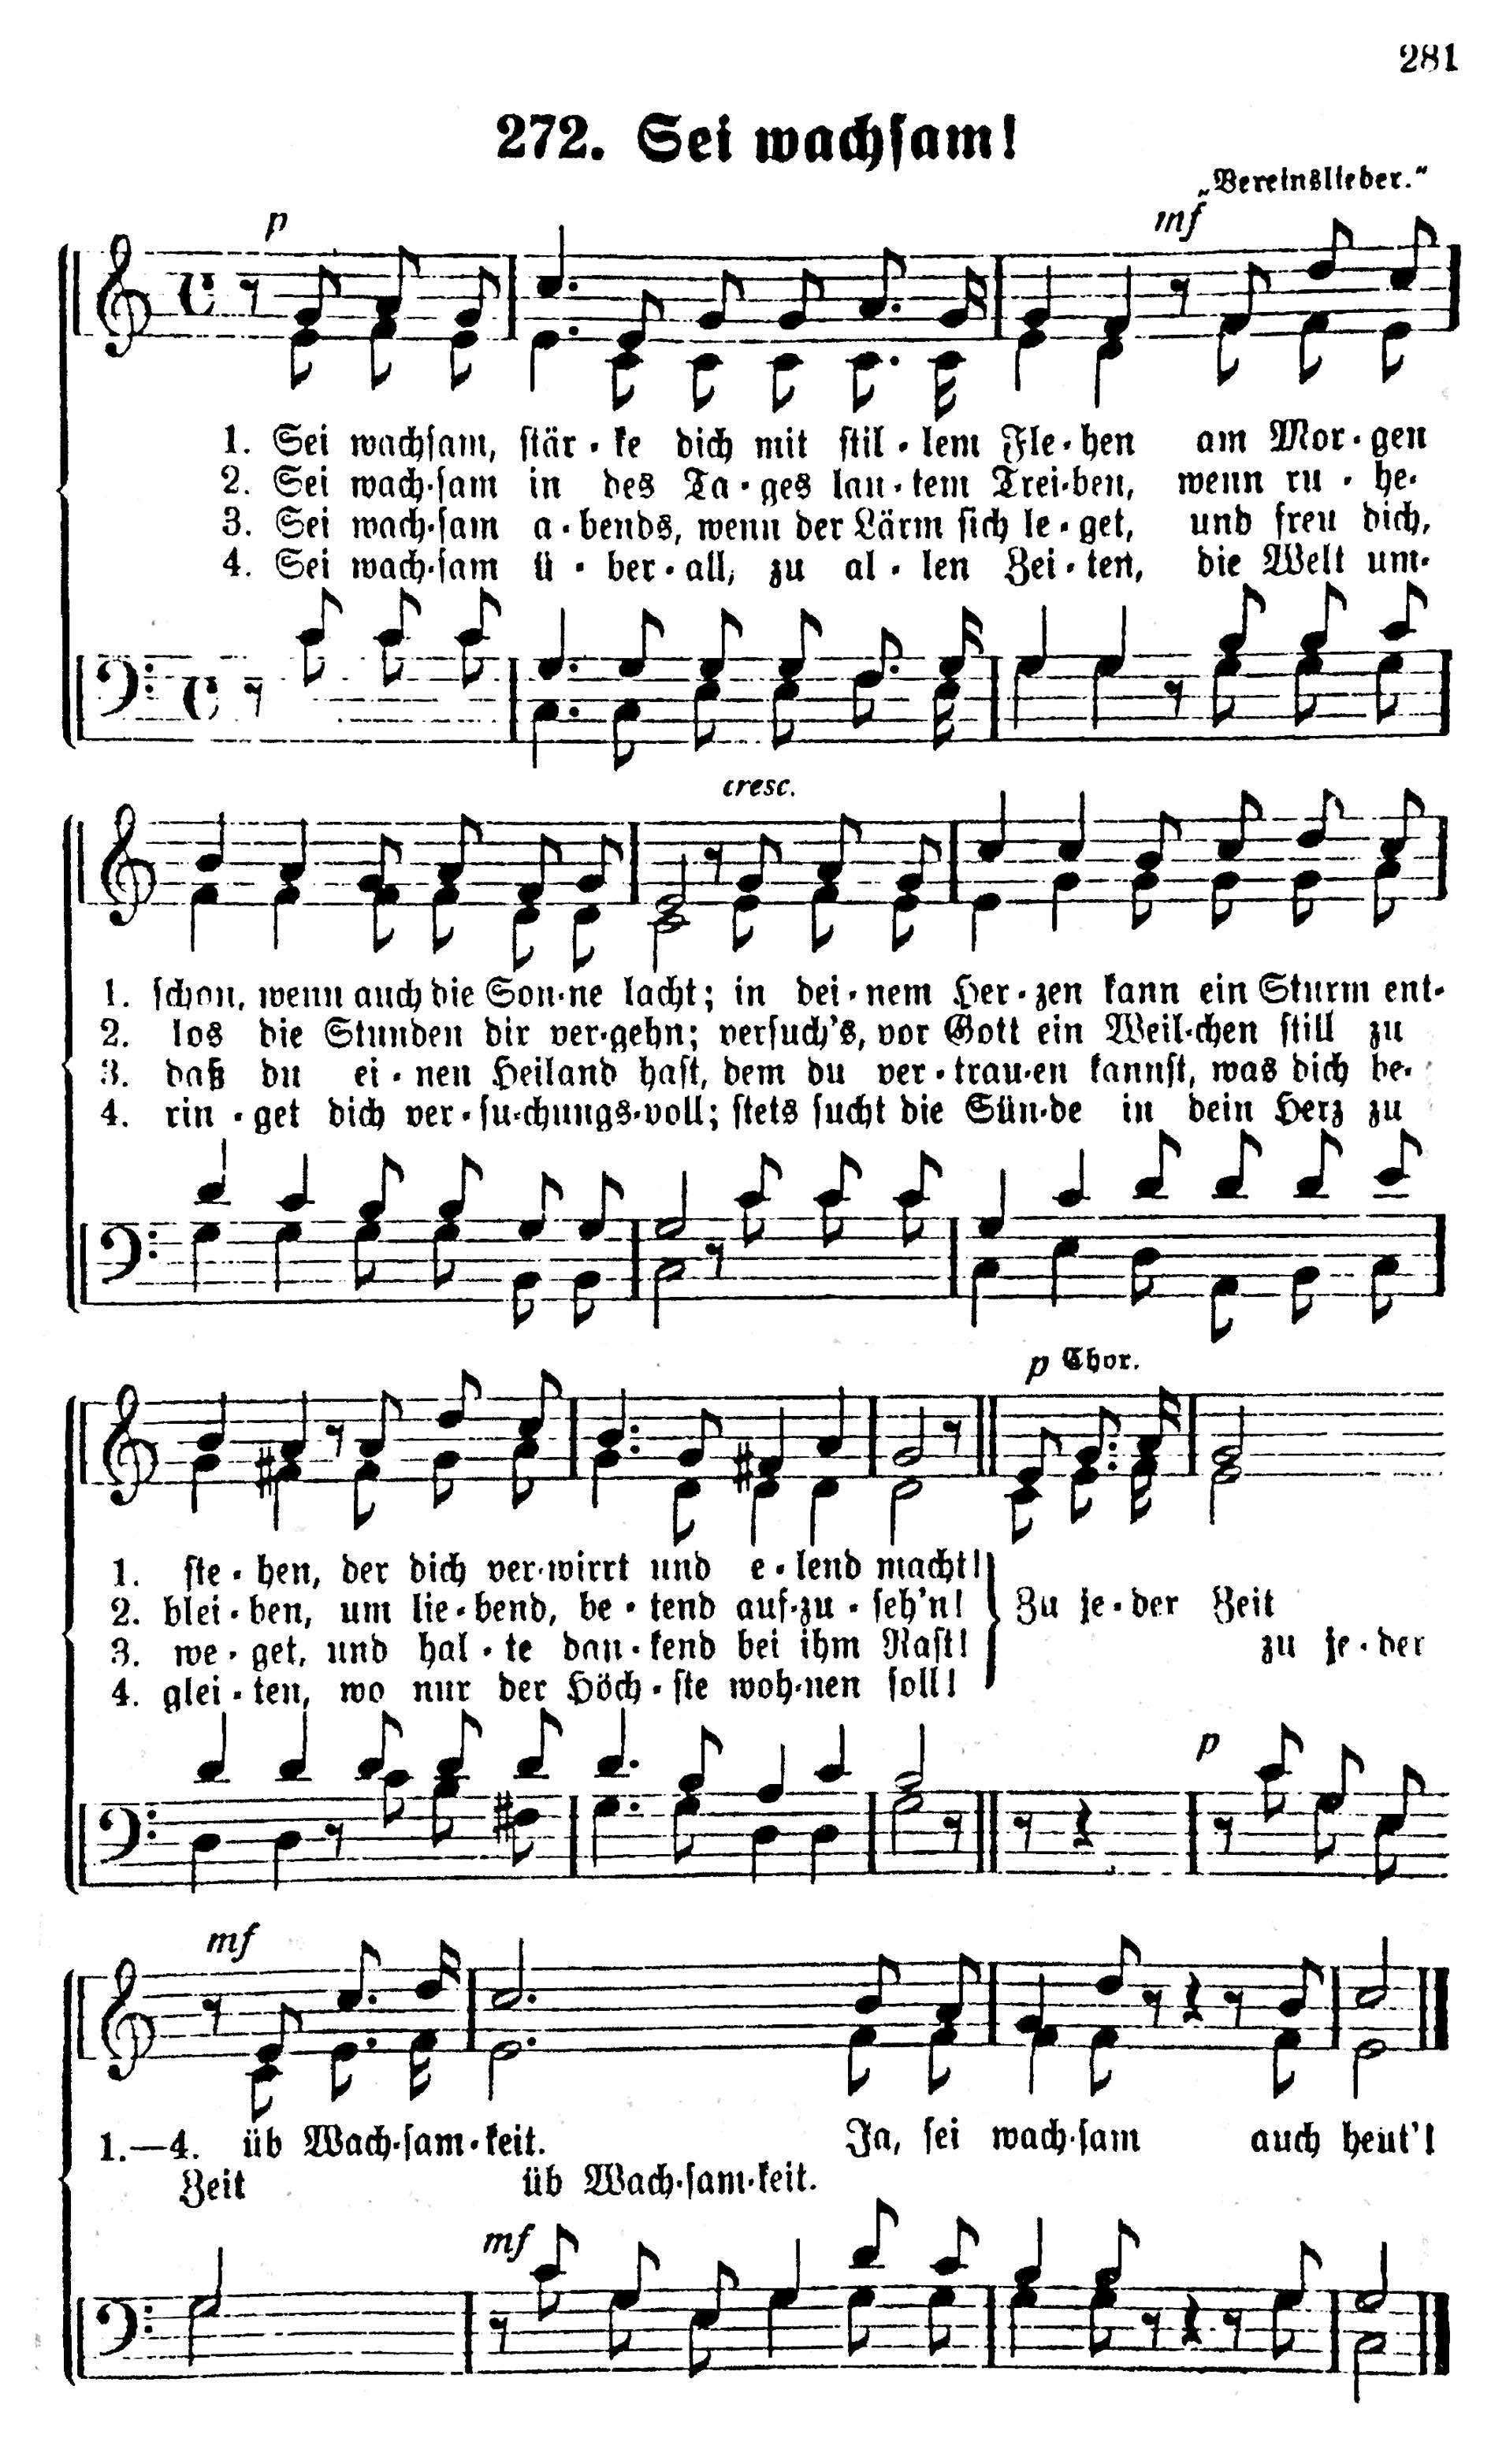 281
272. Sei wachsam!
„Vereinslieder.“
p
mf
1. Sei wachsam, stär-ke dich mit stil-lem Fle-hen am Mor-gen
2. Sei wach-sam in des Ta-ges lau-tem Trei-ben, wenn ru-he-
3. Sei wach-sam a-bends, wenn der Lärm sich le-get, und freu dich,
4. Sei wach-sam ü-ber-all, zu al-len Zei-ten, die Welt um-
cresc.
1. schon, wenn auch die Son-ne lacht; in dei-nem Her-zen kann ein Sturm ent-
2. los die Stunden dir ver-gehn; versuch's, vor Gott ein Weil-chen still zu
3. daß du ei-nen Heiland hast, dem du ver-trau-en kannst, was dich be-
4. rin-get dich ver-su-chungs-voll; stets sucht die Sün-de in dein Herz zu
p Chor.
1. ste-hen, der dich ver-wirrt und e-lend macht!
2. blei-ben, um lie-bend, be-tend auf-zu-seh'n! Zu je-der Zeit
3. we-get, und hal-te dan-kend bei ihm Rast! zu je-der
4. glei-ten, wo nur der Höch-ste woh-nen soll!
p
mf
1.—4. üb Wach-sam-keit. Ja, sei wach-sam auch heut'!
Zeit üb Wach-sam-keit.
mf